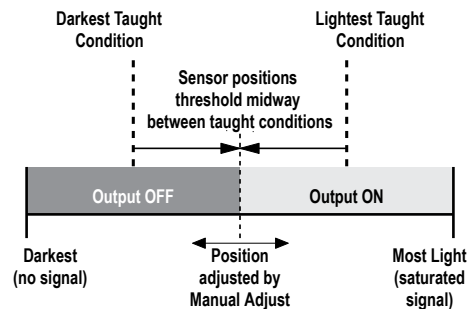 Darkest Taught
Condition
Lightest Taught
Condition
Sensor positions
threshold midway
between taught conditions
Output OFF
Output ON
Darkest
(no signal)
Position
adjusted by
Manual Adjust
Most Light
(saturated
signal)